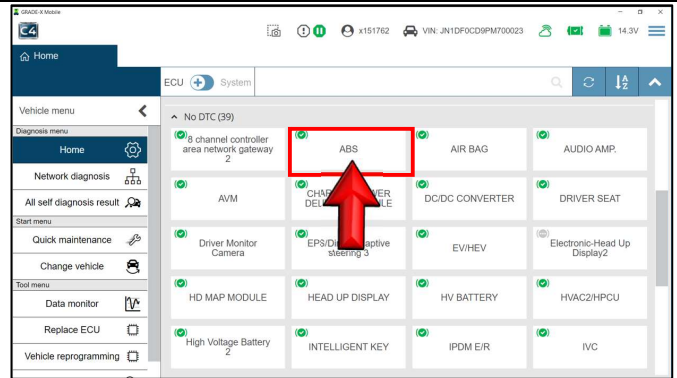 GRADE-X Mobile
C4
x151762
VIN: JN1DF0CD9PM700023
14.3V
Home
ECU
System
Vehicle menu
No DTC (39)
Diagnosis menu
Home
Network diagnosis
All self diagnosis result
Start menu
Quick maintenance
Change vehicle
Tool menu
Data monitor
Replace ECU
Vehicle reprogramming
8 channel controller
area network gateway
2
ABS
AIR BAG
AUDIO AMP.
AVM
DC/DC CONVERTER
DRIVER SEAT
Driver Monitor
Camera
steering 3
EV/HEV
Electronic-Head Up
Display2
HD MAP MODULE
HEAD UP DISPLAY
HV BATTERY
HVAC2/HPCU
High Voltage Battery
2
INTELLIGENT KEY
IPDM E/R
IVC